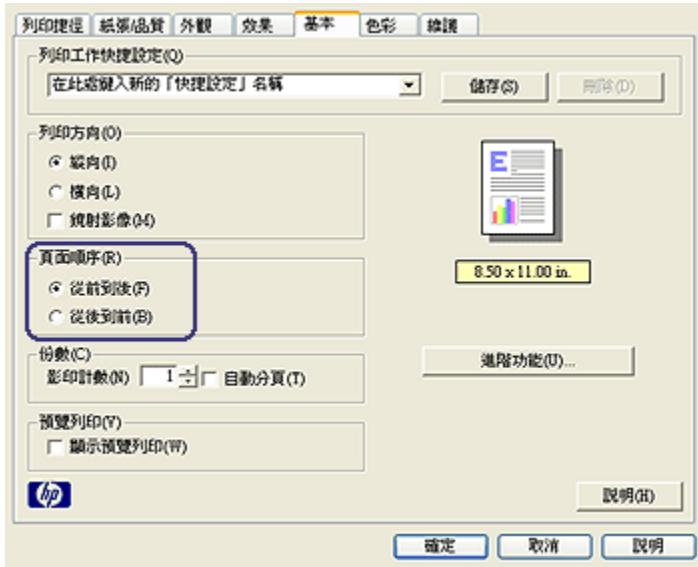 列印捷徑 紙張/品質 外觀 效果 基本 色彩 維護
列印工作快捷設定(Q)
在此處鍵入新的「快捷設定」名稱 儲存(S) 刪除(D)
列印方向(O)
縱向(I)
橫向(L)
鏡射影像(M)
E
頁面順序(R)
從前到後(F)
從後到前(B)
8.50 x 11.00 in.
份數(C)
影印計數(N) 1 自動分頁(T)
進階功能(U)...
預覽列印(V)
顯示預覽列印(W)
hp
說明(H)
確定 取消 說明